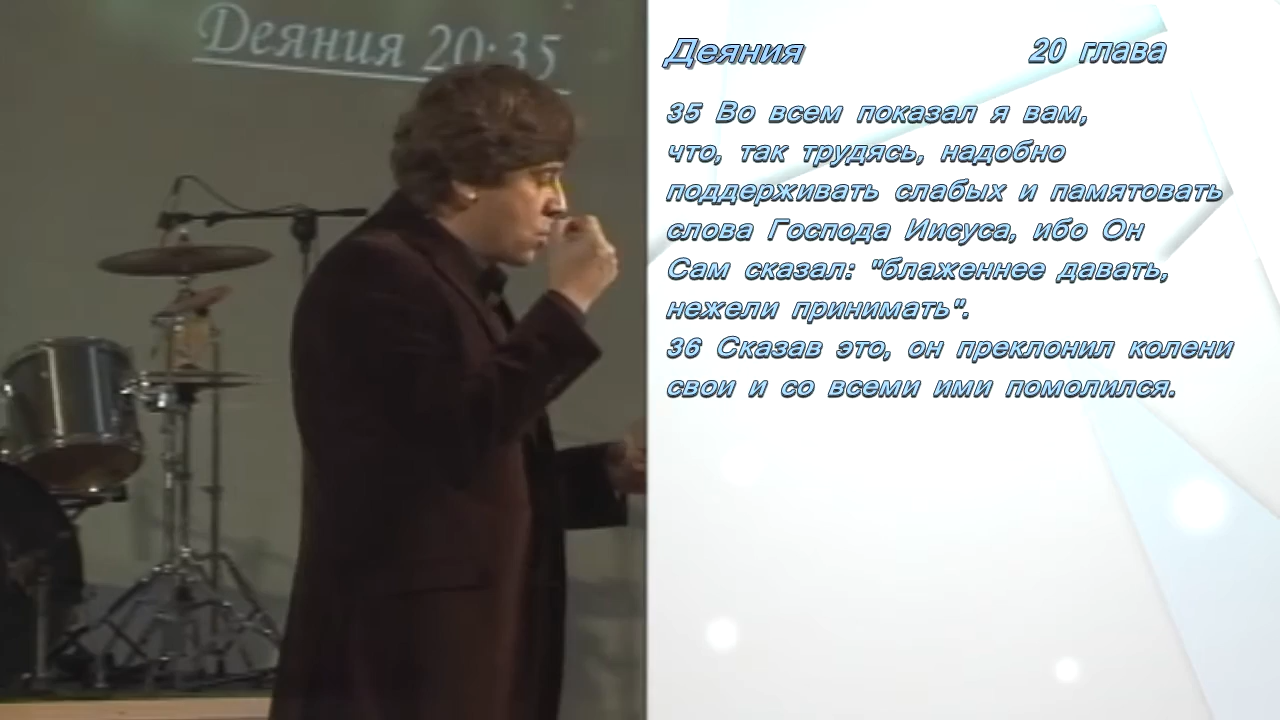 Деяния 20:35
Деяния 20 глава
35 Во всем показал я вам,
что, так трудясь, надобно
поддерживать слабых и памятовать
слова Господа Иисуса, ибо Он
Сам сказал: "блаженнее давать,
нежели принимать".
36 Сказав это, он преклонил колени
свои и со всеми ими помолился.